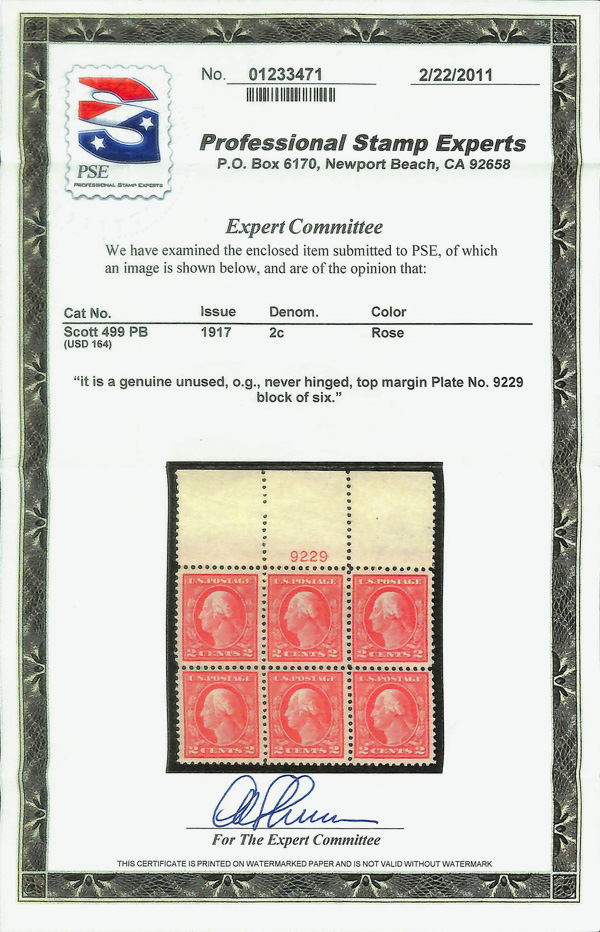 No. 01233471 2/22/2011
PSE
PROFESSIONAL STAMP EXPERTS
Professional Stamp Experts
P.O. Box 6170, Newport Beach, CA 92658
Expert Committee
We have examined the enclosed item submitted to PSE, of which
an image is shown below, and are of the opinion that:
Cat No. Issue Denom. Color
Scott 499 PB 1917 2c Rose
(USD 164)
“it is a genuine unused, o.g., never hinged, top margin Plate No. 9229
block of six.”
9229
U.S.POSTAGE U.S.POSTAGE U.S.POSTAGE
2 CENTS 2 2 CENTS 2 2 CENTS 2
U.S.POSTAGE U.S.POSTAGE U.S.POSTAGE
2 CENTS 2 2 CENTS 2 2 CENTS 2
For The Expert Committee
THIS CERTIFICATE IS PRINTED ON WATERMARKED PAPER AND IS NOT VALID WITHOUT WATERMARK